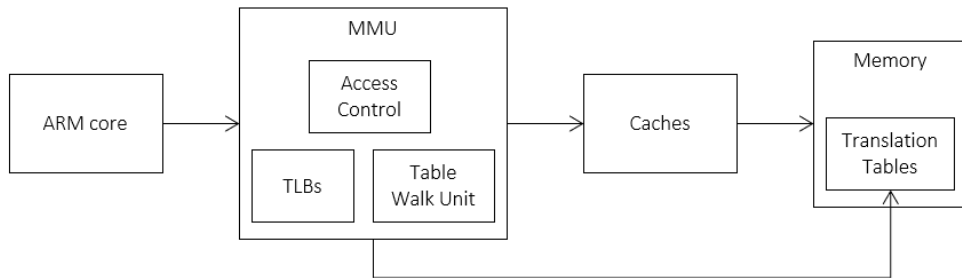 ARM core
MMU
Access
Control
TLBs
Table
Walk Unit
Caches
Memory
Translation
Tables